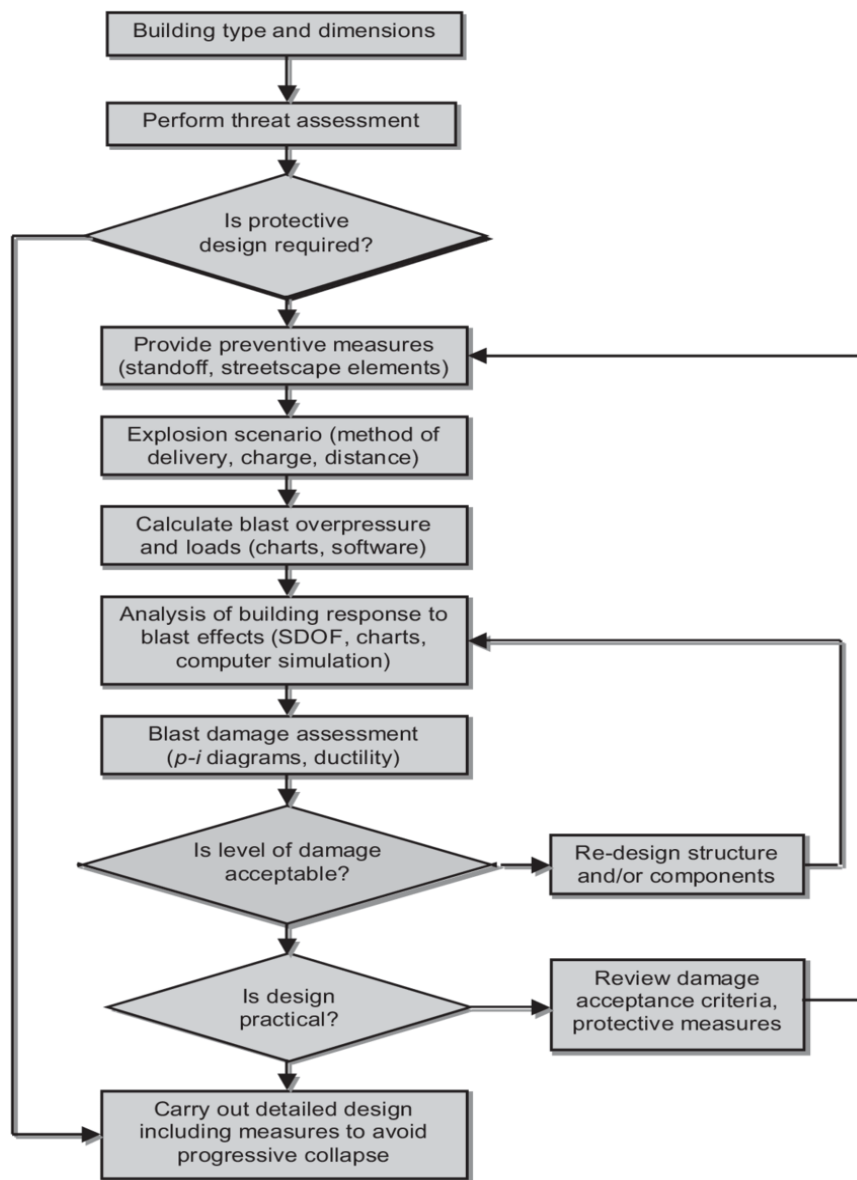 Building type and dimensions
Perform threat assessment
Is protective
design required?
Provide preventive measures
(standoff, streetscape elements)
Explosion scenario (method of
delivery, charge, distance)
Calculate blast overpressure
and loads (charts, software)
Analysis of building response to
blast effects (SDOF, charts,
computer simulation)
Blast damage assessment
(p-i diagrams, ductility)
Is level of damage
acceptable?
Re-design structure
and/or components
Is design
practical?
Review damage
acceptance criteria,
protective measures
Carry out detailed design
including measures to avoid
progressive collapse